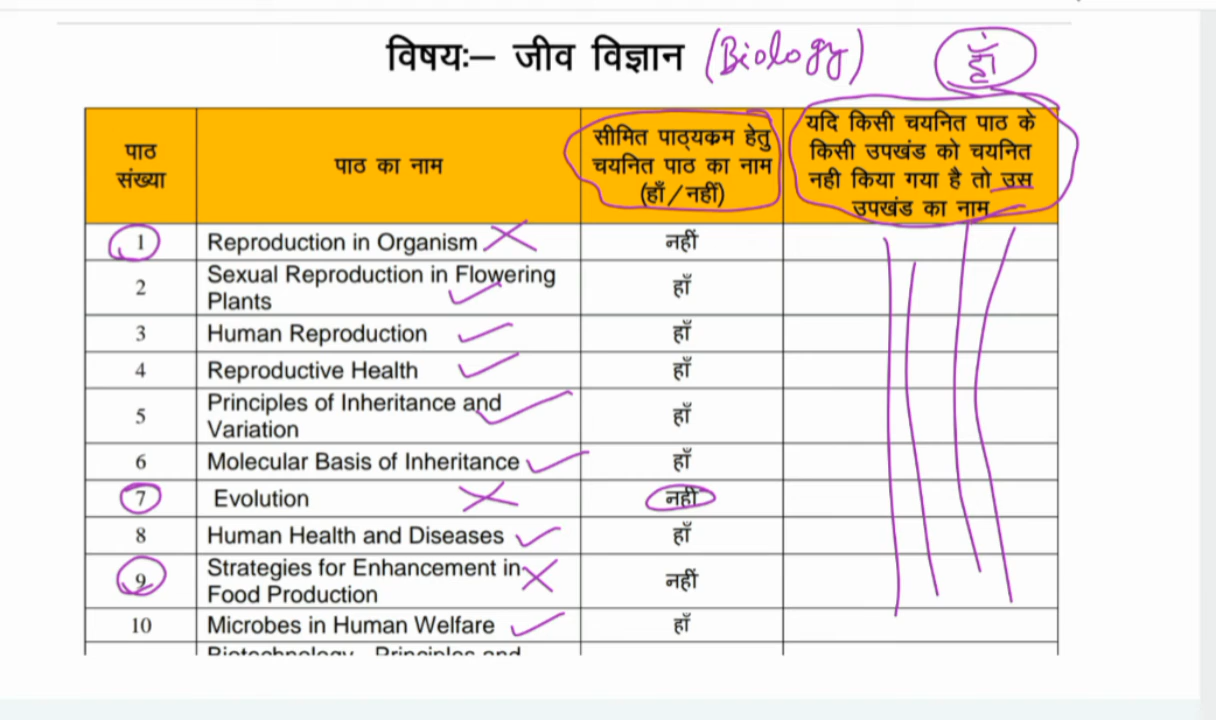 विषयः– जीव विज्ञान (Biology) हाँ
पाठ
संख्या
पाठ का नाम
सीमित पाठ्यक्रम हेतु
चयनित पाठ का नाम
(हाँ/नहीं)
यदि किसी चयनित पाठ के
किसी उपखंड को चयनित
नही किया गया है तो उस
उपखंड का नाम
1 Reproduction in Organism नहीं
2 Sexual Reproduction in Flowering
Plants हाँ
3 Human Reproduction हाँ
4 Reproductive Health हाँ
5 Principles of Inheritance and
Variation हाँ
6 Molecular Basis of Inheritance हाँ
7 Evolution नहीं
8 Human Health and Diseases हाँ
9 Strategies for Enhancement in
Food Production नहीं
10 Microbes in Human Welfare हाँ
Biotechnology Principles and